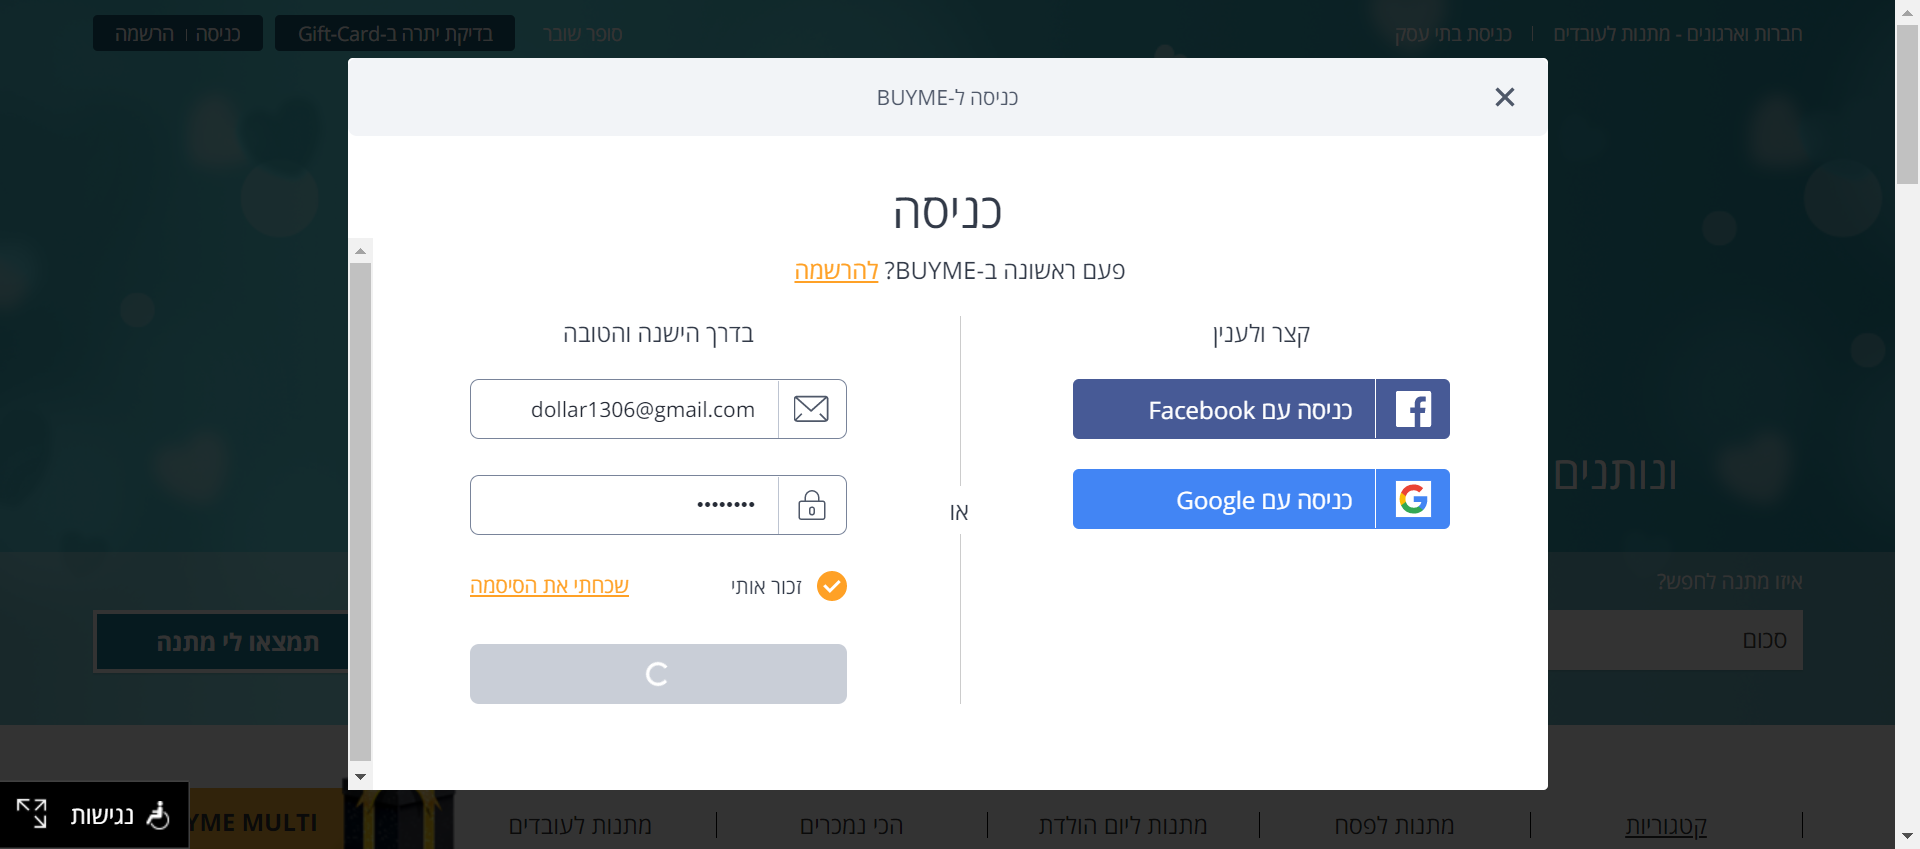 חברות וארגונים - מתנות לעובדים | כניסת בתי עסק
סופר שובר
בדיקת יתרה ב-Gift-Card
כניסה | הרשמה
כניסה ל-BUYME
כניסה
פעם ראשונה ב-BUYME? להרשמה
קצר ולענין
כניסה עם Facebook
כניסה עם Google
או
בדרך הישנה והטובה
dollar1306@gmail.com
••••••••
זכור אותי
שכחתי את הסיסמה
ונותנים
איזו מתנה לחפש?
סכום
תמצאו לי מתנה
קטגוריות | מתנות לפסח | מתנות ליום הולדת | הכי נמכרים | מתנות לעובדים
YME MULTI
נגישות